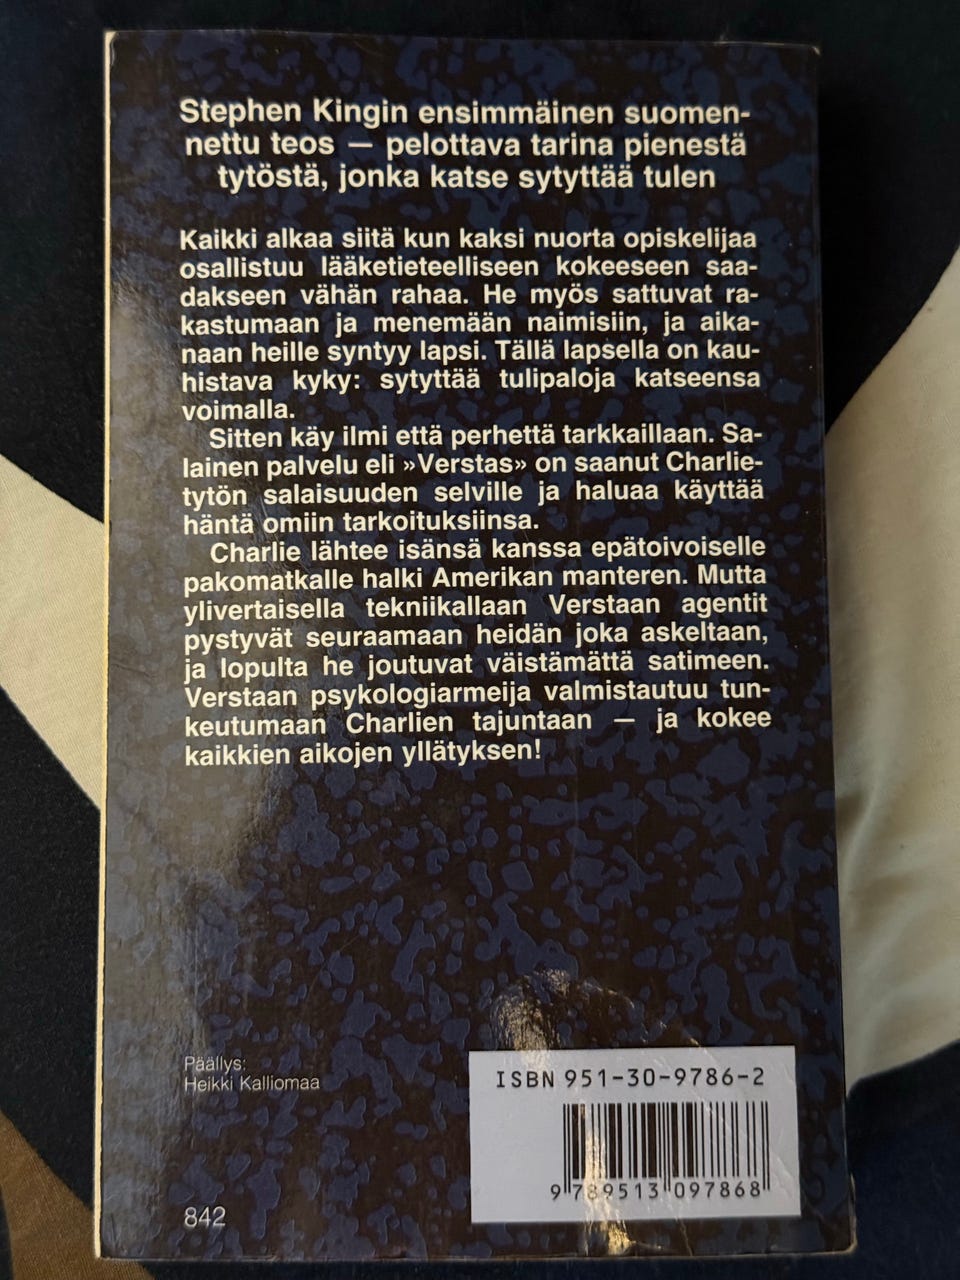 Stephen Kingin ensimmäinen suomen-
nettu teos — pelottava tarina pienestä
tytöstä, jonka katse sytyttää tulen
Kaikki alkaa siitä kun kaksi nuorta opiskelijaa
osallistuu lääketieteelliseen kokeeseen saa-
dakseen vähän rahaa. He myös sattuvat ra-
kastumaan ja menemään naimisiin, ja aika-
naan heille syntyy lapsi. Tällä lapsella on kau-
histava kyky: sytyttää tulipaloja katseensa
voimalla.
Sitten käy ilmi että perhettä tarkkaillaan. Sa-
lainen palvelu eli »Verstas» on saanut Charlie-
tytön salaisuuden selville ja haluaa käyttää
häntä omiin tarkoituksiinsa.
Charlie lähtee isänsä kanssa epätoivoiselle
pakomatkalle halki Amerikan manteren. Mutta
ylivertaisella tekniikallaan Verstaan agentit
pystyvät seuraamaan heidän joka askeltaan,
ja lopulta he joutuvat väistämättä satimeen.
Verstaan psykologiarmeija valmistautuu tun-
keutumaan Charlien tajuntaan — ja kokee
kaikkien aikojen yllätyksen!
Päällys:
Heikki Kalliomaa
ISBN 951-30-9786-2
9 789513 097868
842